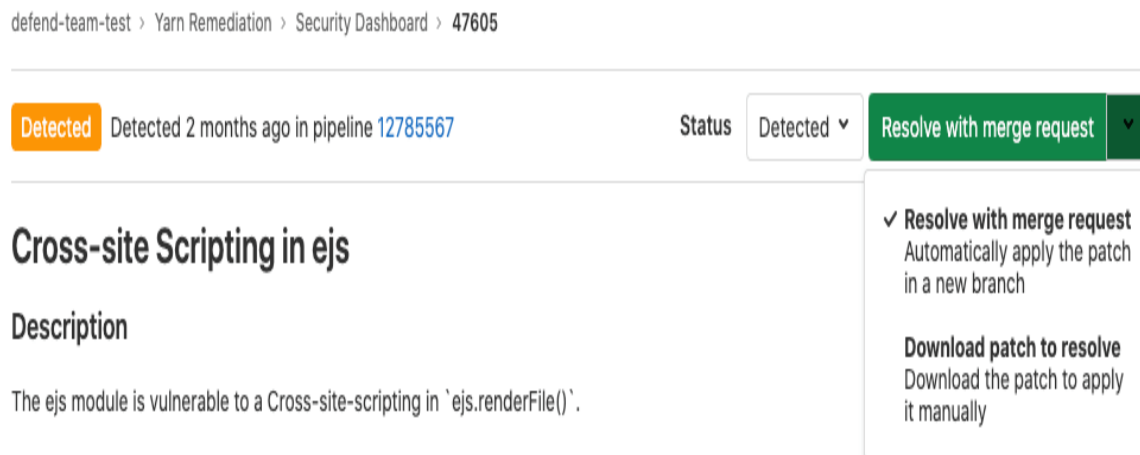 defend-team-test > Yarn Remediation > Security Dashboard > 47605
Detected Detected 2 months ago in pipeline 12785567 Status Detected Resolve with merge request
✓ Resolve with merge request
Automatically apply the patch
in a new branch
Download patch to resolve
Download the patch to apply
it manually
Cross-site Scripting in ejs
Description
The ejs module is vulnerable to a Cross-site-scripting in `ejs.renderFile()`.